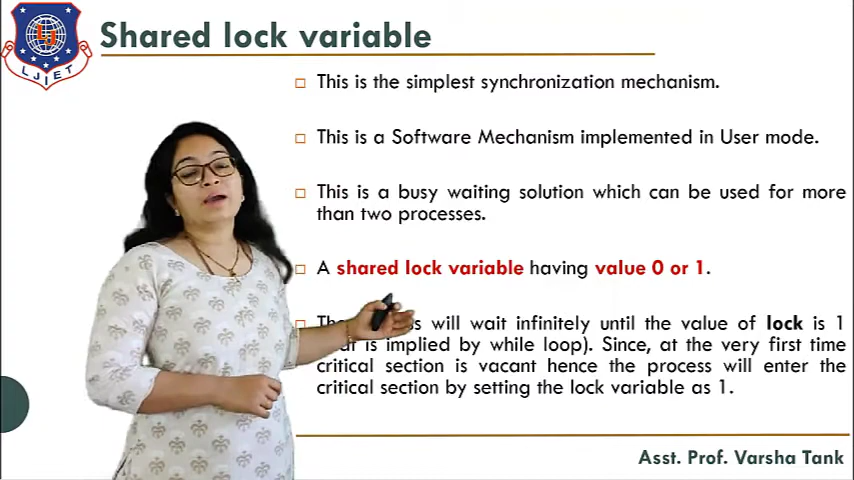 Shared lock variable
LJ
LJIET
This is the simplest synchronization mechanism.
This is a Software Mechanism implemented in User mode.
This is a busy waiting solution which can be used for more
than two processes.
A shared lock variable having value 0 or 1.
will wait infinitely until the value of lock is 1
is implied by while loop). Since, at the very first time
critical section is vacant hence the process will enter the
critical section by setting the lock variable as 1.
Asst. Prof. Varsha Tank